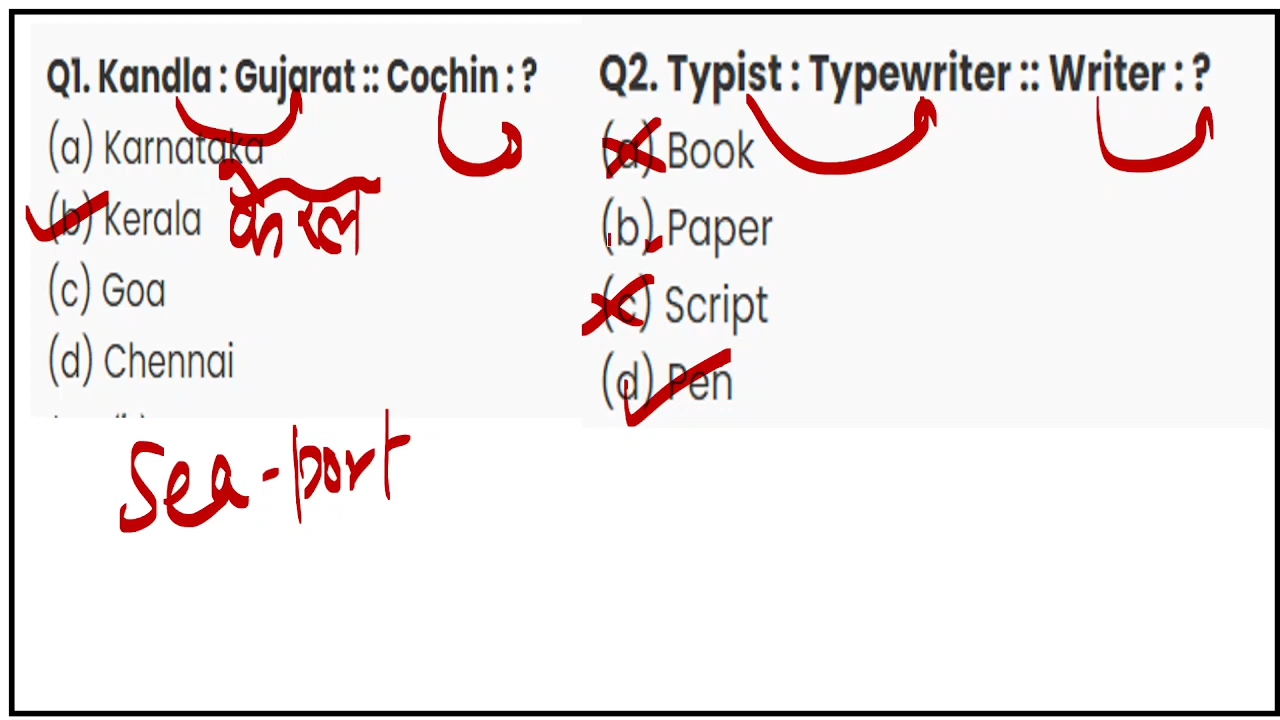 Q1. Kandla : Gujarat :: Cochin : ?
(a) Karnataka
(b) Kerala केरल
(c) Goa
(d) Chennai
Sea-port
Q2. Typist : Typewriter :: Writer : ?
(a) Book
(b) Paper
(c) Script
(d) Pen